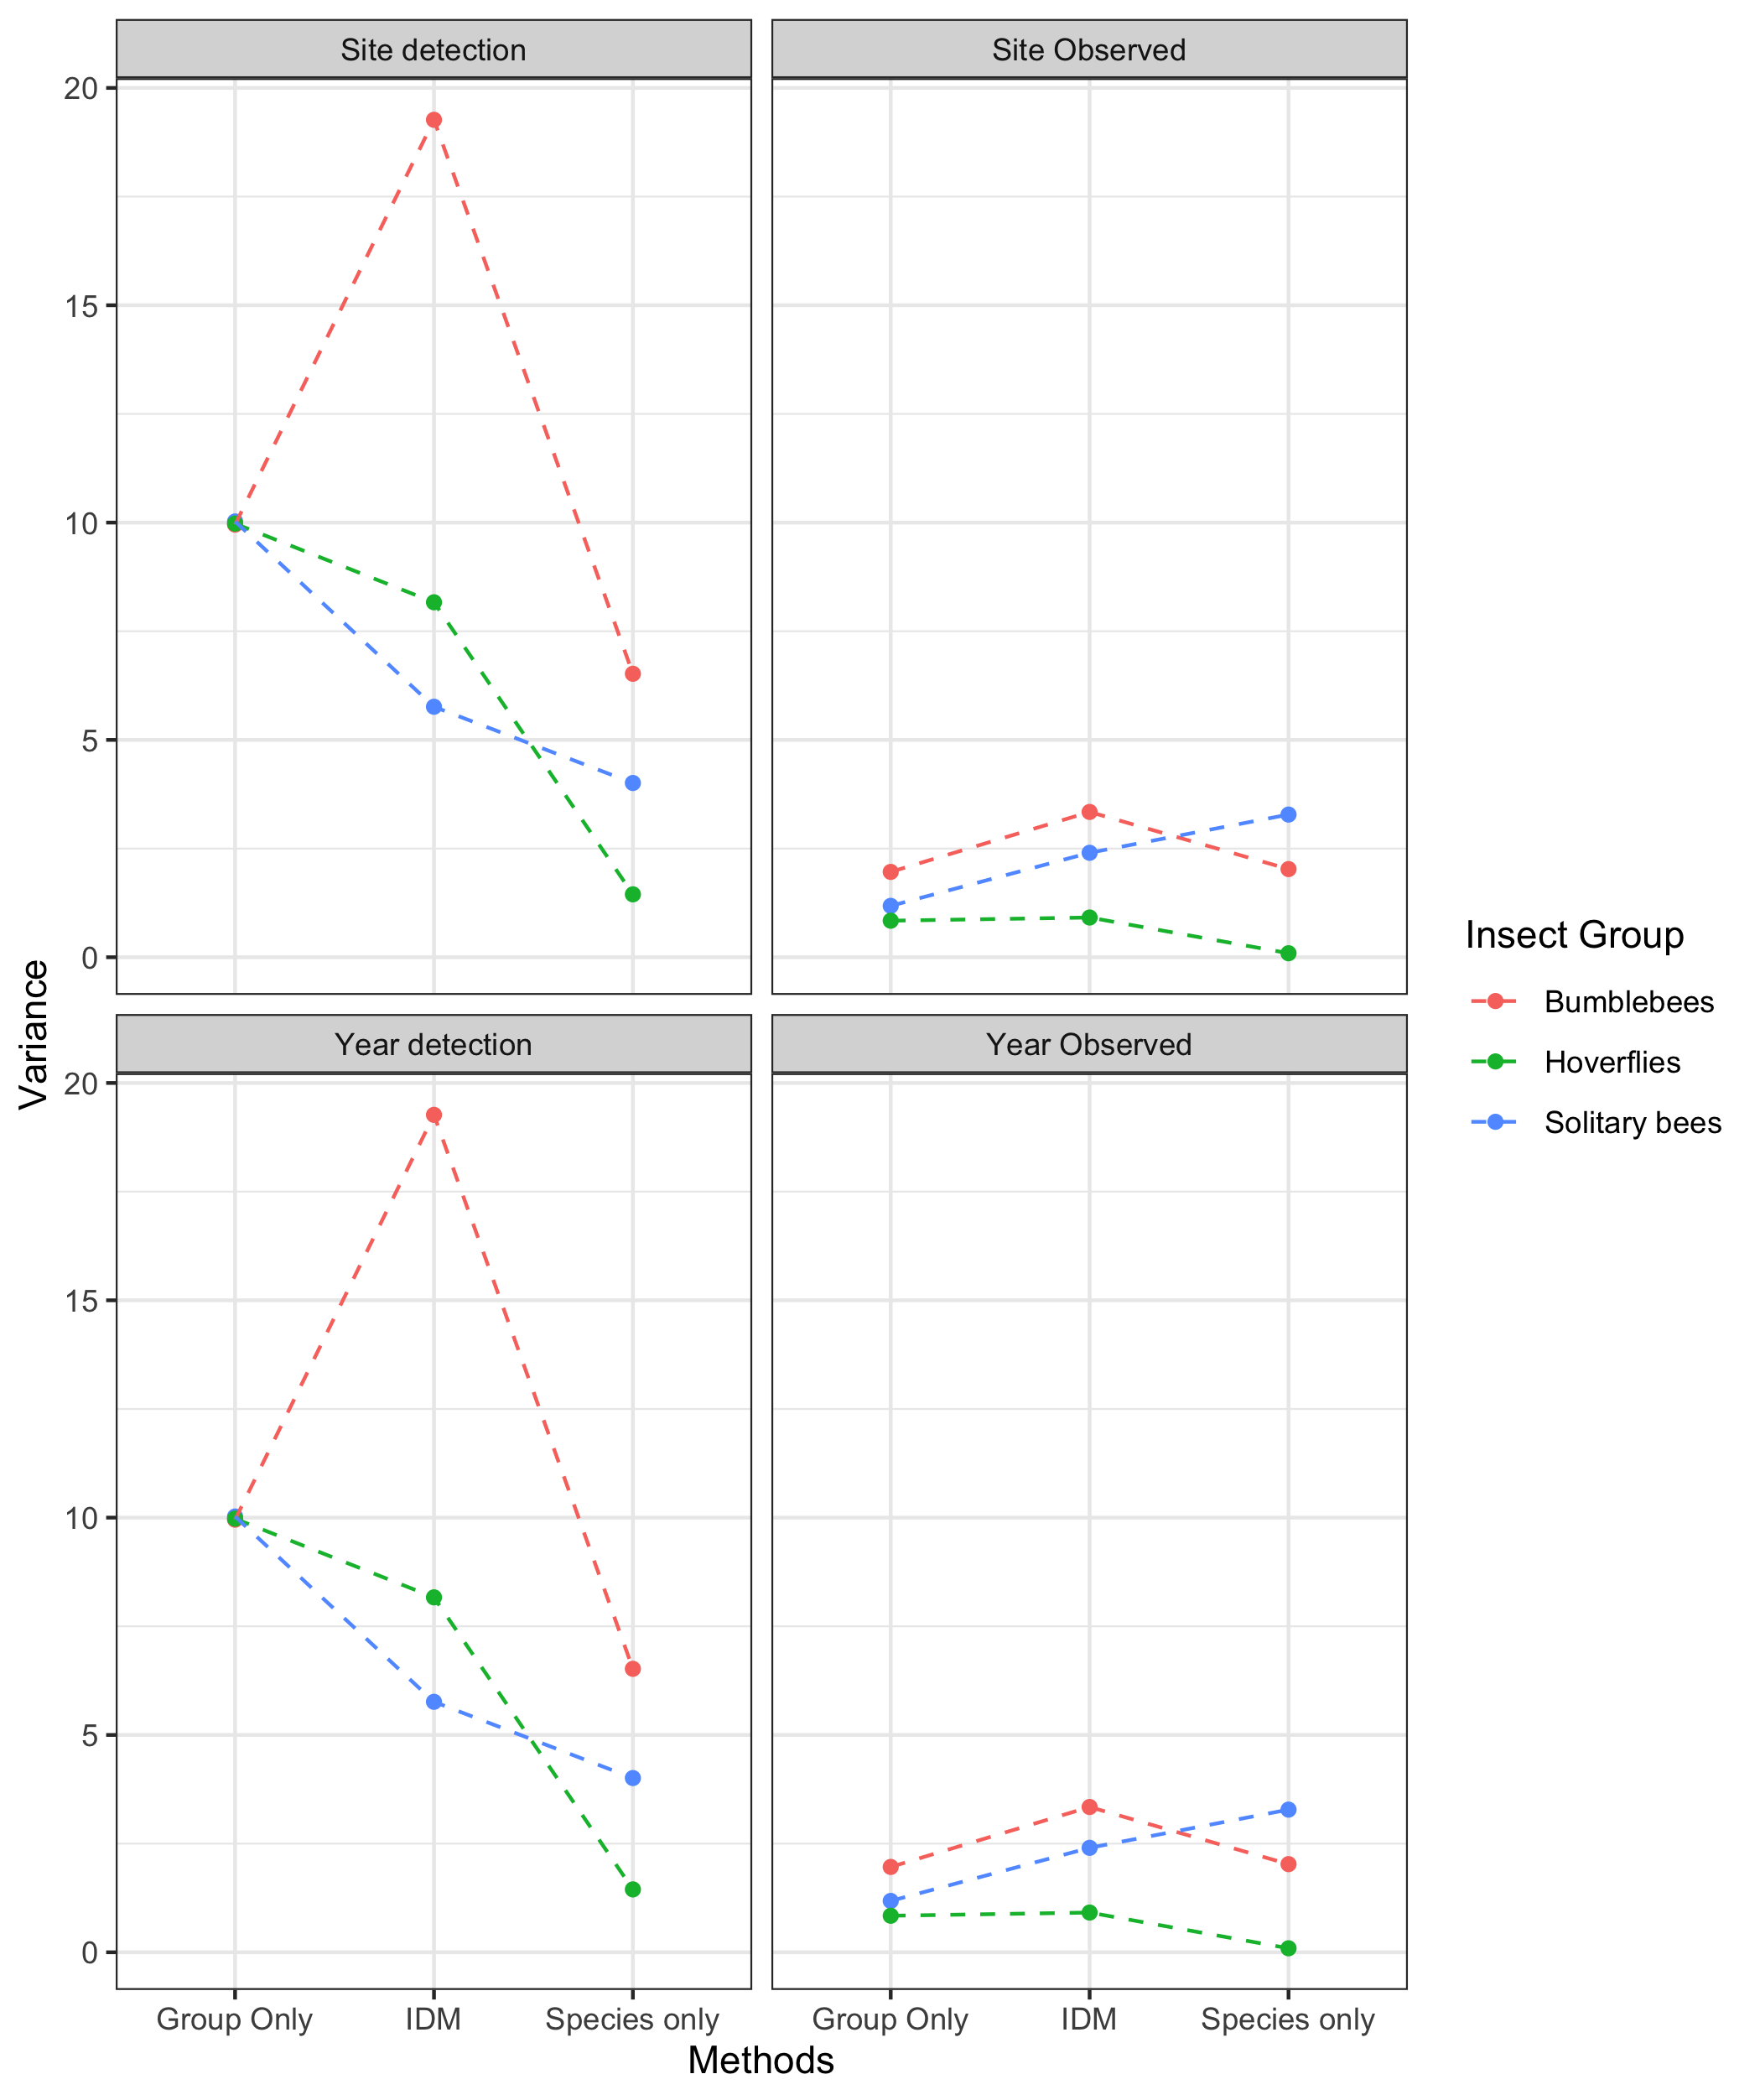 Site detection
Site Observed
20
15
10
5
0
Variance
Year detection
Year Observed
20
15
10
5
0
Group Only
IDM
Species only
Group Only
IDM
Species only
Methods
Insect Group
Bumblebees
Hoverflies
Solitary bees